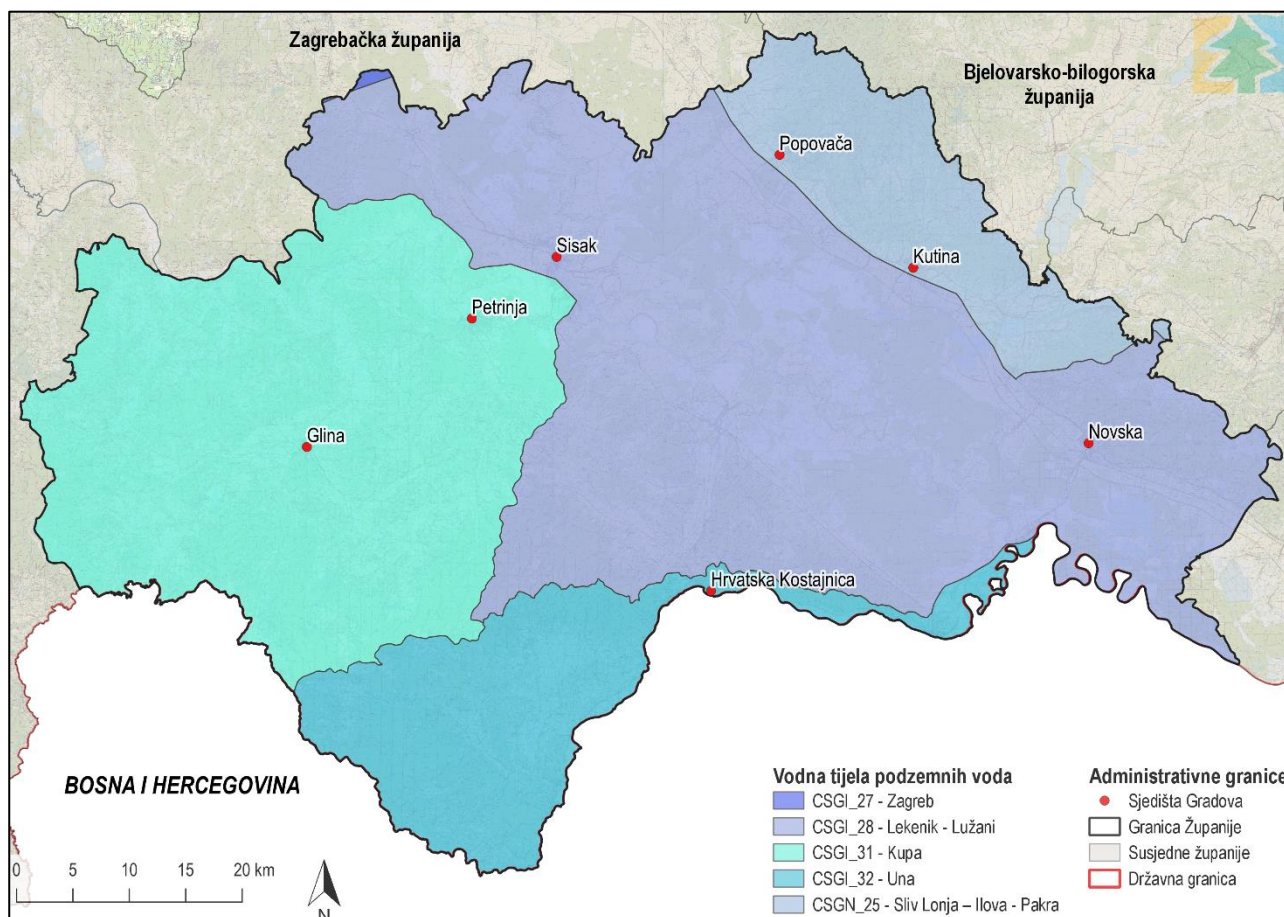 Zagrebačka županija
Bjelovarsko-bilogorska
županija
Popovača
Sisak
Kutina
Petrinja
Glina
Novska
Hrvatska Kostajnica
BOSNA I HERCEGOVINA
0 5 10 15 20 km
N
Vodna tijela podzemnih voda
CSGI_27 - Zagreb
CSGI_28 - Lekenik - Lužani
CSGI_31 - Kupa
CSGI_32 - Una
CSGN_25 - Sliv Lonja – Ilova - Pakra
Administrativne granice
Sjedišta Gradova
Granica Županije
Susjedne županije
Državna granica